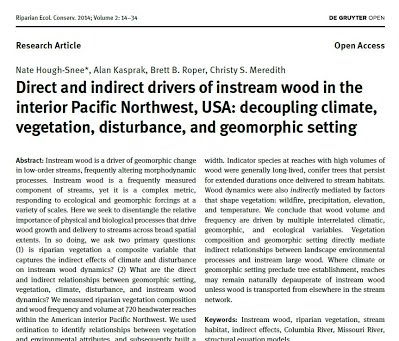 Riparian Ecol. Conserv. 2014; Volume 2: 14–34
DE GRUYTER OPEN
Research Article
Open Access
Nate Hough-Snee*, Alan Kasprak, Brett B. Roper, Christy S. Meredith
Direct and indirect drivers of instream wood in the
interior Pacific Northwest, USA: decoupling climate,
vegetation, disturbance, and geomorphic setting
Abstract: Instream wood is a driver of geomorphic change
in low-order streams, frequently altering morphodynamic
processes. Instream wood is a frequently measured
component of streams, yet it is a complex metric,
responding to ecological and geomorphic forcings at a
variety of scales. Here we seek to disentangle the relative
importance of physical and biological processes that drive
wood growth and delivery to streams across broad spatial
extents. In so doing, we ask two primary questions:
(1) is riparian vegetation a composite variable that
captures the indirect effects of climate and disturbance
on instream wood dynamics? (2) What are the direct
and indirect relationships between geomorphic setting,
vegetation, climate, disturbance, and instream wood
dynamics? We measured riparian vegetation composition
and wood frequency and volume at 720 headwater reaches
within the American interior Pacific Northwest. We used
ordination to identify relationships between vegetation
and environmental attributes, and subsequently built a
width. Indicator species at reaches with high volumes
of wood were generally long-lived, conifer trees that persist
for extended durations once delivered to stream habitats.
Wood dynamics were also indirectly mediated by factors
that shape vegetation: wildfire, precipitation, elevation,
and temperature. We conclude that wood volume and
frequency are driven by multiple interrelated climatic,
geomorphic, and ecological variables. Vegetation
composition and geomorphic setting directly mediate
indirect relationships between landscape environmental
processes and instream large wood. Where climate or
geomorphic setting preclude tree establishment, reaches
may remain naturally depauperate of instream wood
unless wood is transported from elsewhere in the stream
network.
Keywords: Instream wood, riparian vegetation, stream
habitat, indirect effects, Columbia River, Missouri River,
structural equation models